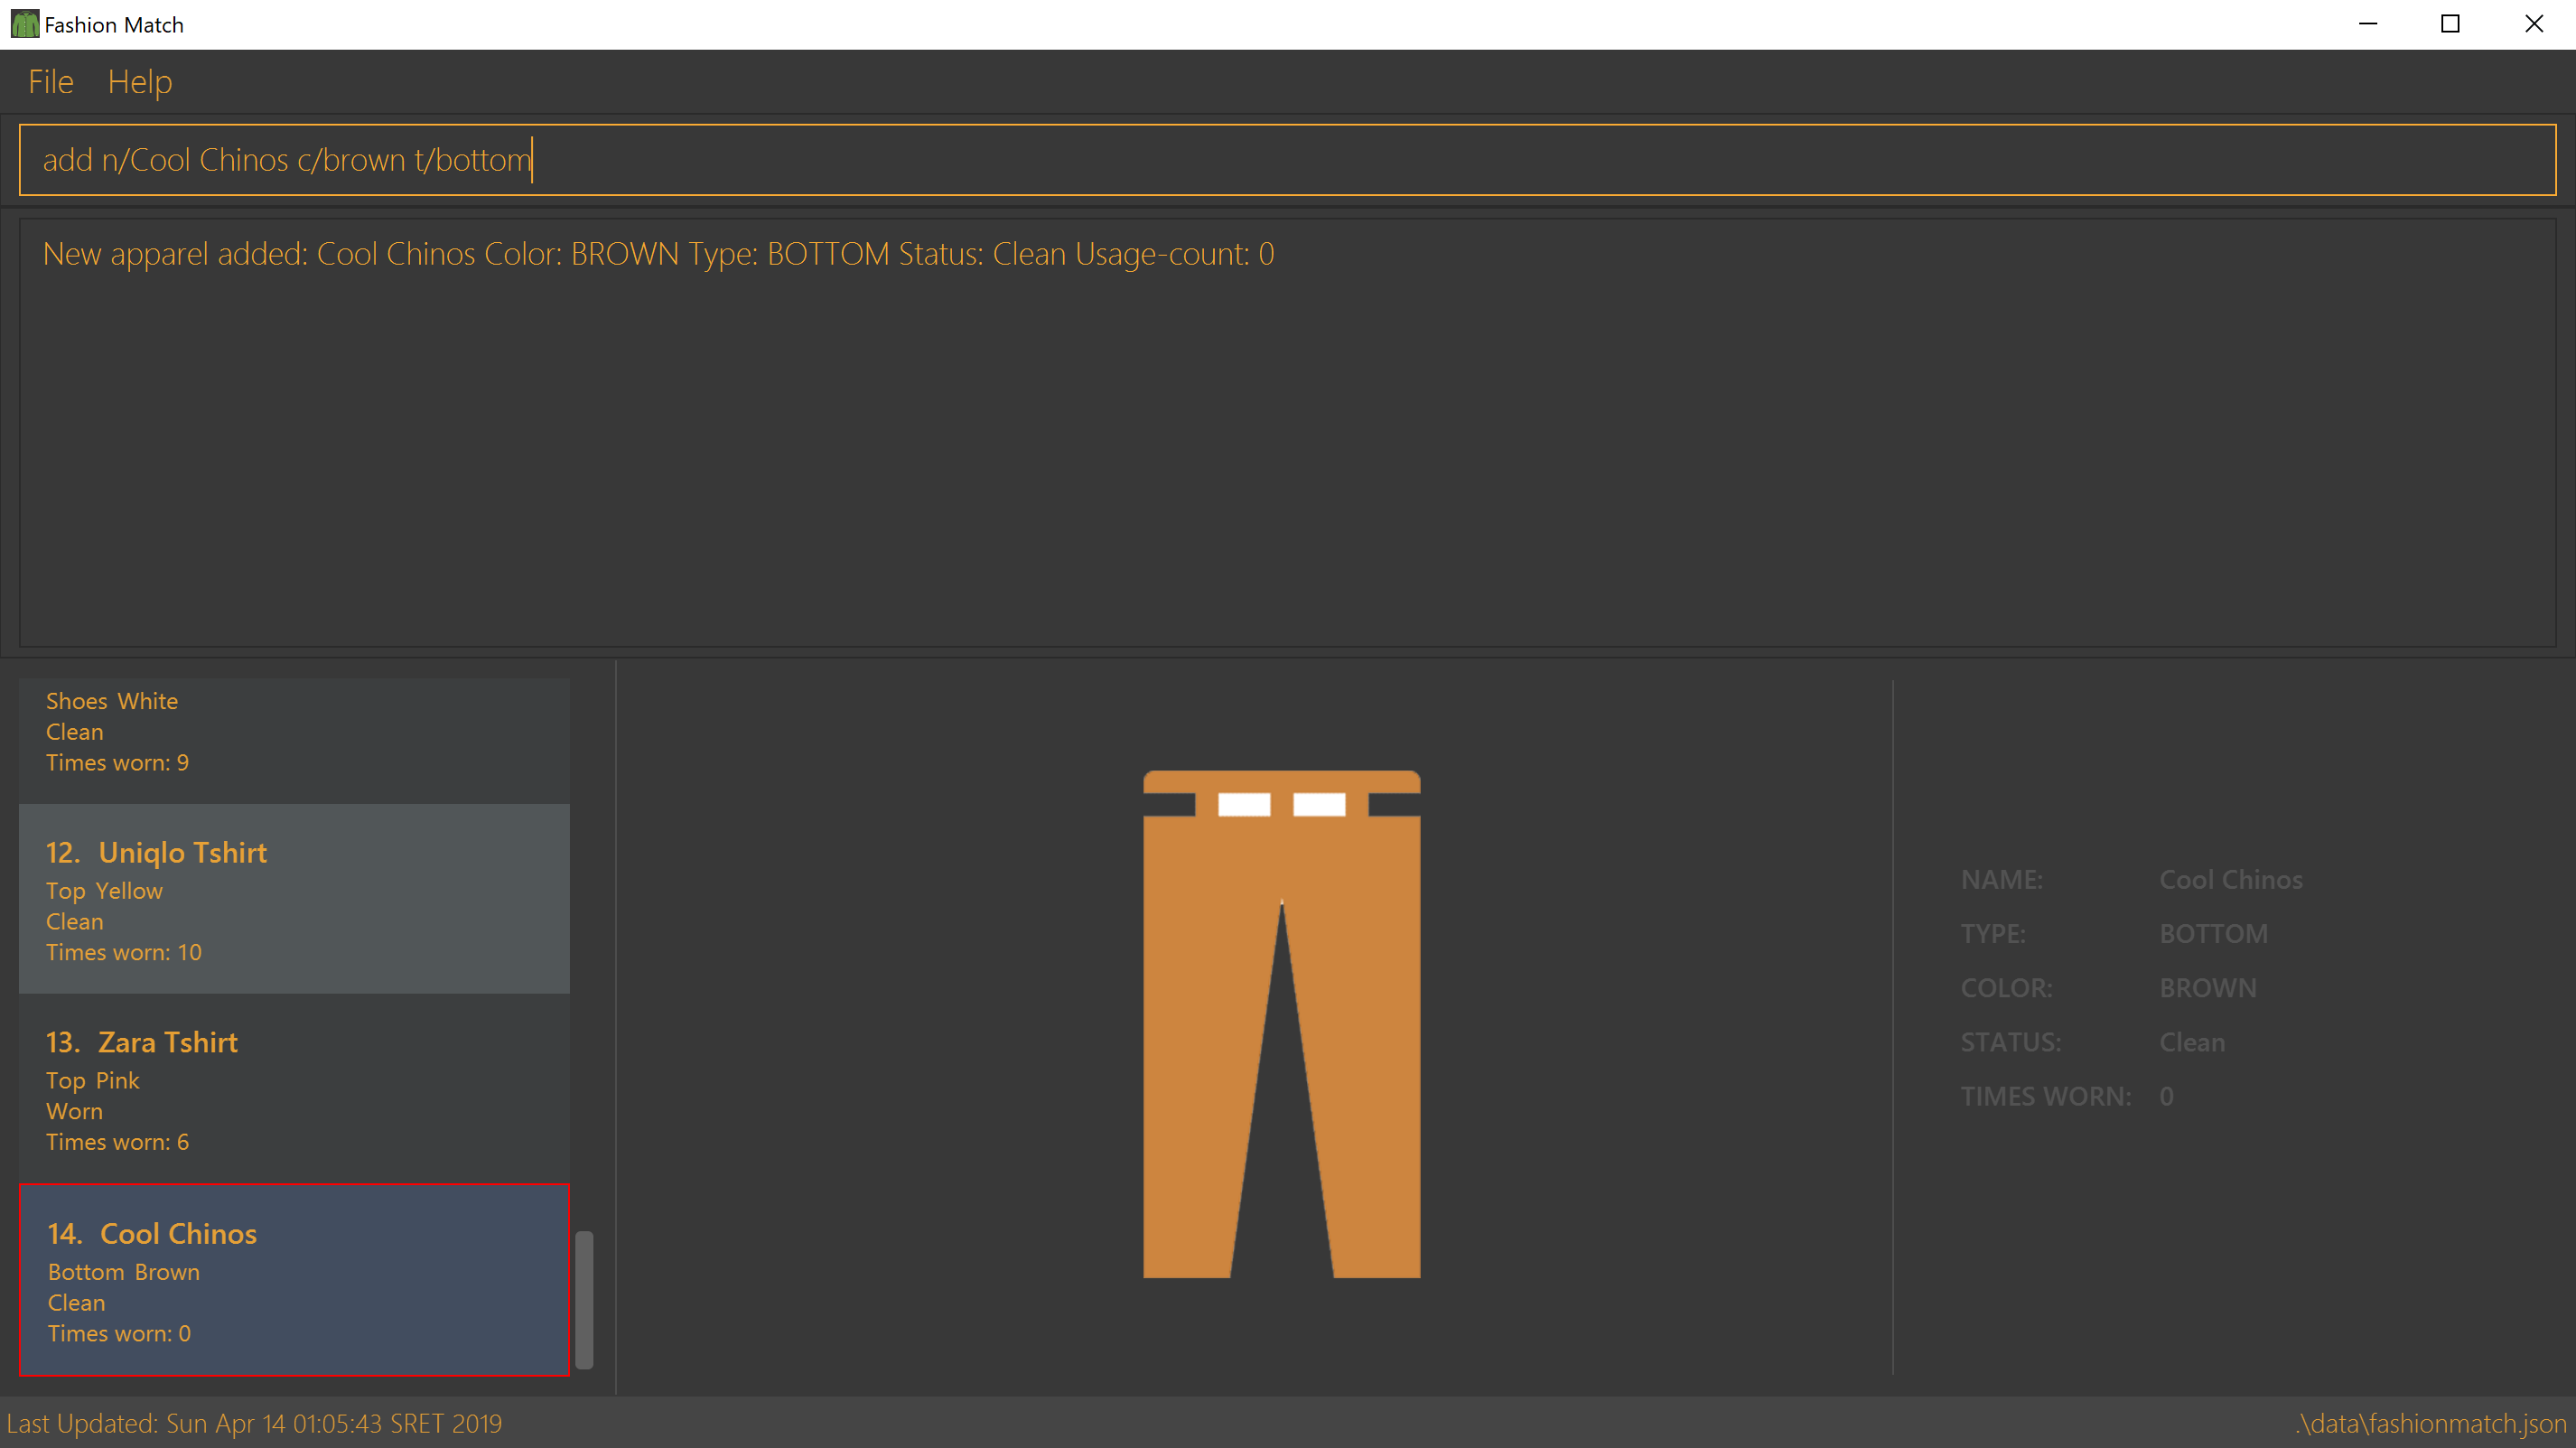 Fashion Match
File Help
add n/Cool Chinos c/brown t/bottom
New apparel added: Cool Chinos Color: BROWN Type: BOTTOM Status: Clean Usage-count: 0
Shoes White
Clean
Times worn: 9
12. Uniqlo Tshirt
Top Yellow
Clean
Times worn: 10
13. Zara Tshirt
Top Pink
Worn
Times worn: 6
14. Cool Chinos
Bottom Brown
Clean
Times worn: 0
NAME: Cool Chinos
TYPE: BOTTOM
COLOR: BROWN
STATUS: Clean
TIMES WORN: 0
Last Updated: Sun Apr 14 01:05:43 SRET 2019
.\data\fashionmatch.json